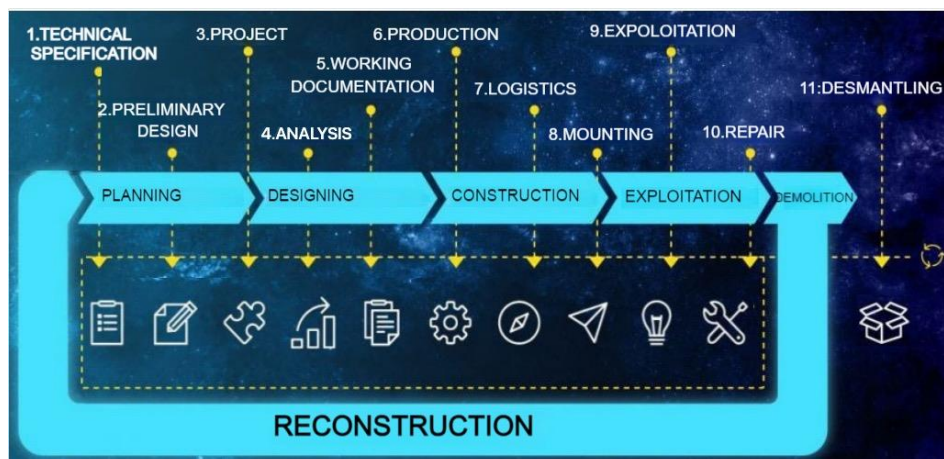 1.TECHNICAL
SPECIFICATION
2.PRELIMINARY
DESIGN
3.PROJECT
4.ANALYSIS
5.WORKING
DOCUMENTATION
6.PRODUCTION
7.LOGISTICS
8.MOUNTING
9.EXPOLOITATION
10.REPAIR
11:DESMANTLING
PLANNING
DESIGNING
CONSTRUCTION
EXPLOITATION
DEMOLITION
RECONSTRUCTION